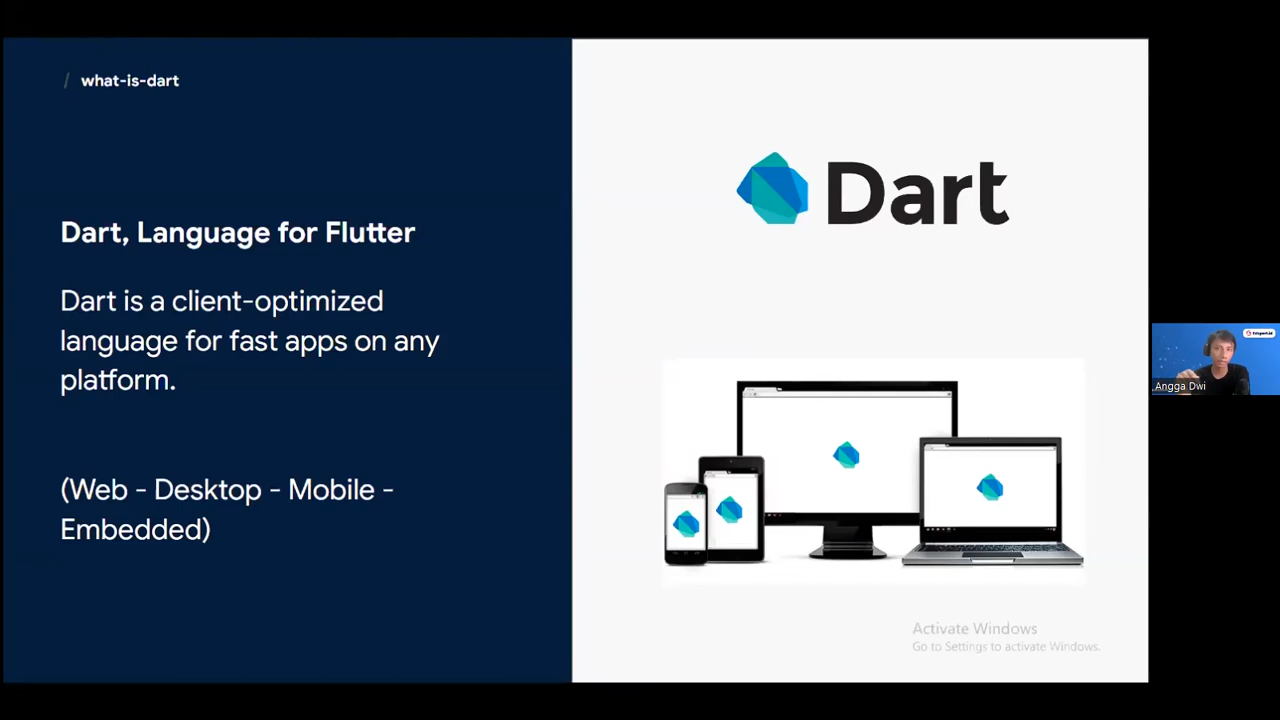 / what-is-dart
Dart, Language for Flutter
Dart is a client-optimized
language for fast apps on any
platform.
(Web - Desktop - Mobile -
Embedded)
Dart
Activate Windows
Go to Settings to activate Windows.
Angga Dwi